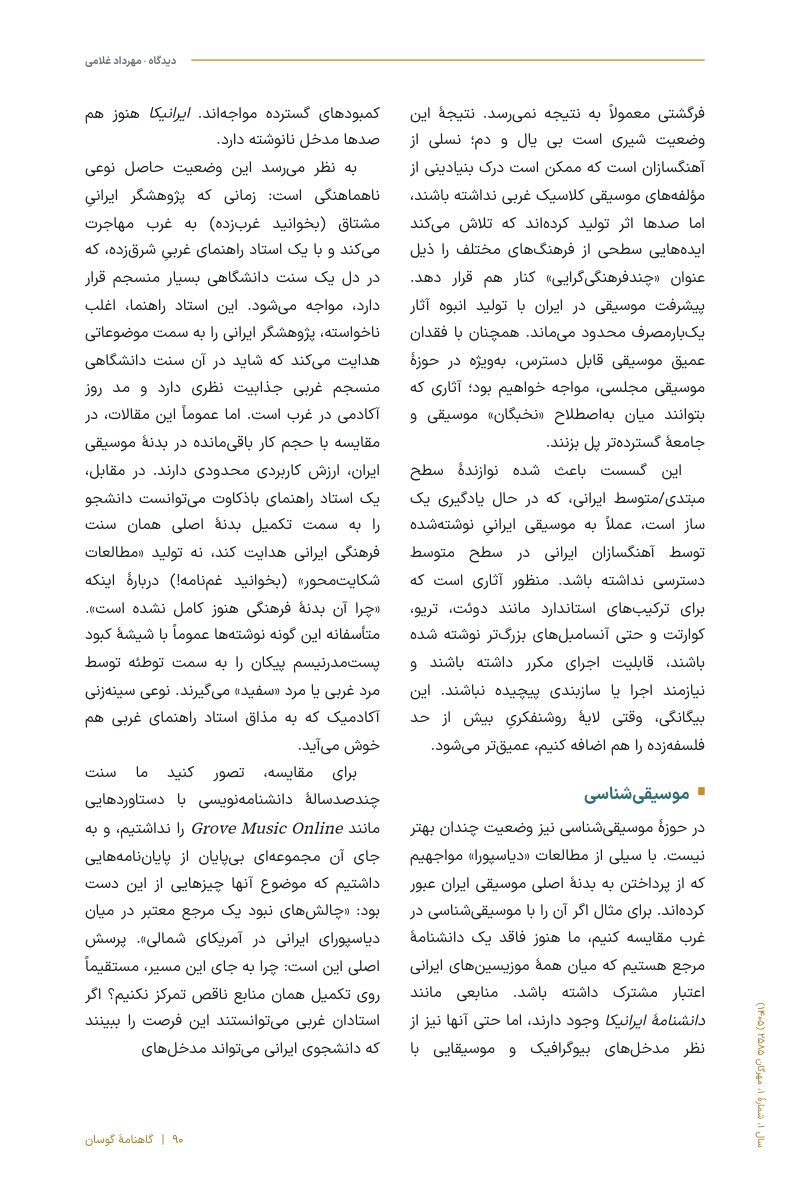 دیدگاه · مهرداد غلامی
فرگشتی معمولاً به نتیجه نمی‌رسد. نتیجهٔ این
وضعیت شیری است بی یال و دم؛ نسلی از
آهنگسازان است که ممکن است درک بنیادینی از
مؤلفه‌های موسیقی کلاسیک غربی نداشته باشند،
اما صدها اثر تولید کرده‌اند که تلاش می‌کند
ایده‌هایی سطحی از فرهنگ‌های مختلف را ذیل
عنوان «چندفرهنگی‌گرایی» کنار هم قرار دهد.
پیشرفت موسیقی در ایران با تولید انبوه آثار
یک‌بارمصرف محدود می‌ماند. همچنان با فقدان
عمیق موسیقی قابل دسترس، به‌ویژه در حوزهٔ
موسیقی مجلسی، مواجه خواهیم بود؛ آثاری که
بتوانند میان به‌اصطلاح «نخبگان» موسیقی و
جامعهٔ گسترده‌تر پل بزنند.
این گسست باعث شده نوازندهٔ سطح
مبتدی/متوسط ایرانی، که در حال یادگیری یک
ساز است، عملاً به موسیقی ایرانیِ نوشته‌شده
توسط آهنگسازان ایرانی در سطح متوسط
دسترسی نداشته باشد. منظور آثاری است که
برای ترکیب‌های استاندارد مانند دوئت، تریو،
کوارتت و حتی آنسامبل‌های بزرگ‌تر نوشته شده
باشند، قابلیت اجرای مکرر داشته باشند و
نیازمند اجرا یا سازبندی پیچیده نباشند. این
بیگانگی، وقتی لایهٔ روشنفکریِ بیش از حد
فلسفه‌زده را هم اضافه کنیم، عمیق‌تر می‌شود.
موسیقی‌شناسی
در حوزهٔ موسیقی‌شناسی نیز وضعیت چندان بهتر
نیست. با سیلی از مطالعات «دیاسپورا» مواجهیم
که از پرداختن به بدنهٔ اصلی موسیقی ایران عبور
کرده‌اند. برای مثال اگر آن را با موسیقی‌شناسی در
غرب مقایسه کنیم، ما هنوز فاقد یک دانشنامهٔ
مرجع هستیم که میان همهٔ موزیسین‌های ایرانی
اعتبار مشترک داشته باشد. منابعی مانند
دانشنامهٔ ایرانیکا وجود دارند، اما حتی آنها نیز از
نظر مدخل‌های بیوگرافیک و موسیقایی با
کمبودهای گسترده مواجه‌اند. ایرانیکا هنوز هم
صدها مدخل نانوشته دارد.
به نظر می‌رسد این وضعیت حاصل نوعی
ناهماهنگی است: زمانی که پژوهشگر ایرانیِ
مشتاق (بخوانید غرب‌زده) به غرب مهاجرت
می‌کند و با یک استاد راهنمای غربیِ شرق‌زده، که
در دل یک سنت دانشگاهی بسیار منسجم قرار
دارد، مواجه می‌شود. این استاد راهنما، اغلب
ناخواسته، پژوهشگر ایرانی را به سمت موضوعاتی
هدایت می‌کند که شاید در آن سنت دانشگاهی
منسجم غربی جذابیت نظری دارد و مد روز
آکادمی در غرب است. اما عموماً این مقالات، در
مقایسه با حجم کار باقی‌مانده در بدنهٔ موسیقی
ایران، ارزش کاربردی محدودی دارند. در مقابل،
یک استاد راهنمای باذکاوت می‌توانست دانشجو
را به سمت تکمیل بدنهٔ اصلی همان سنت
فرهنگی ایرانی هدایت کند، نه تولید «مطالعات
شکایت‌محور» (بخوانید غم‌نامه!) دربارهٔ اینکه
«چرا آن بدنهٔ فرهنگی هنوز کامل نشده است».
متأسفانه این گونه نوشته‌ها عموماً با شیشهٔ کبود
پست‌مدرنیسم پیکان را به سمت توطئه توسط
مرد غربی یا مرد «سفید» می‌گیرند. نوعی سینه‌زنی
آکادمیک که به مذاق استاد راهنمای غربی هم
خوش می‌آید.
برای مقایسه، تصور کنید ما سنت
چندصدسالهٔ دانشنامه‌نویسی با دستاوردهایی
مانند Grove Music Online را نداشتیم، و به
جای آن مجموعه‌ای بی‌پایان از پایان‌نامه‌هایی
داشتیم که موضوع آنها چیزهایی از این دست
بود: «چالش‌های نبود یک مرجع معتبر در میان
دیاسپورای ایرانی در آمریکای شمالی». پرسش
اصلی این است: چرا به جای این مسیر، مستقیماً
روی تکمیل همان منابع ناقص تمرکز نکنیم؟ اگر
استادان غربی می‌توانستند این فرصت را ببینند
که دانشجوی ایرانی می‌تواند مدخل‌های
سال ۱، شمارهٔ ۱، مهرگان ۲۵۸۵ (۱۴۰۵)
۹۰ | گاهنامهٔ گوسان